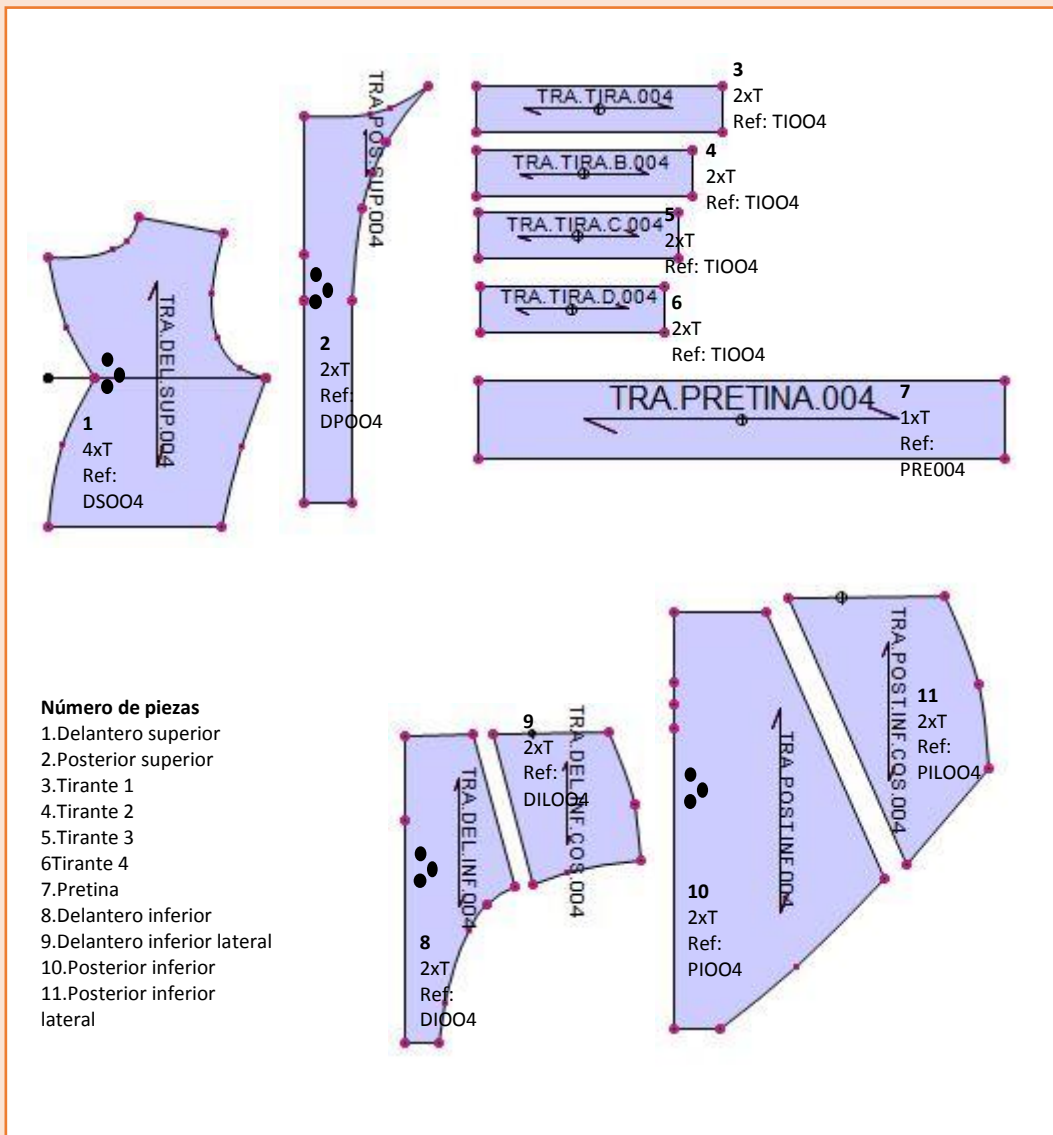 TRA.DEL.SUP.004
1
4xT
Ref:
DSOO4
TRA.POS.SUP.004
2
2xT
Ref:
DPOO4
TRA.TIRA.004
3
2xT
Ref: TIOO4
TRA.TIRA.B.004
4
2xT
Ref: TIOO4
TRA.TIRA.C.004
5
2xT
Ref: TIOO4
TRA.TIRA.D.004
6
2xT
Ref: TIOO4
TRA.PRETINA.004
7
1xT
Ref:
PRE004
Número de piezas
1.Delantero superior
2.Posterior superior
3.Tirante 1
4.Tirante 2
5.Tirante 3
6Tirante 4
7.Pretina
8.Delantero inferior
9.Delantero inferior lateral
10.Posterior inferior
11.Posterior inferior
lateral
TRA.DEL.INF.004
8
2xT
Ref:
DIOO4
9
2xT
Ref:
DILOO4
TRA.DEL.INF.COS.004
TRA.POST.INF.004
10
2xT
Ref:
PIOO4
TRA.POST.INF.COS.004
11
2xT
Ref:
PILOO4